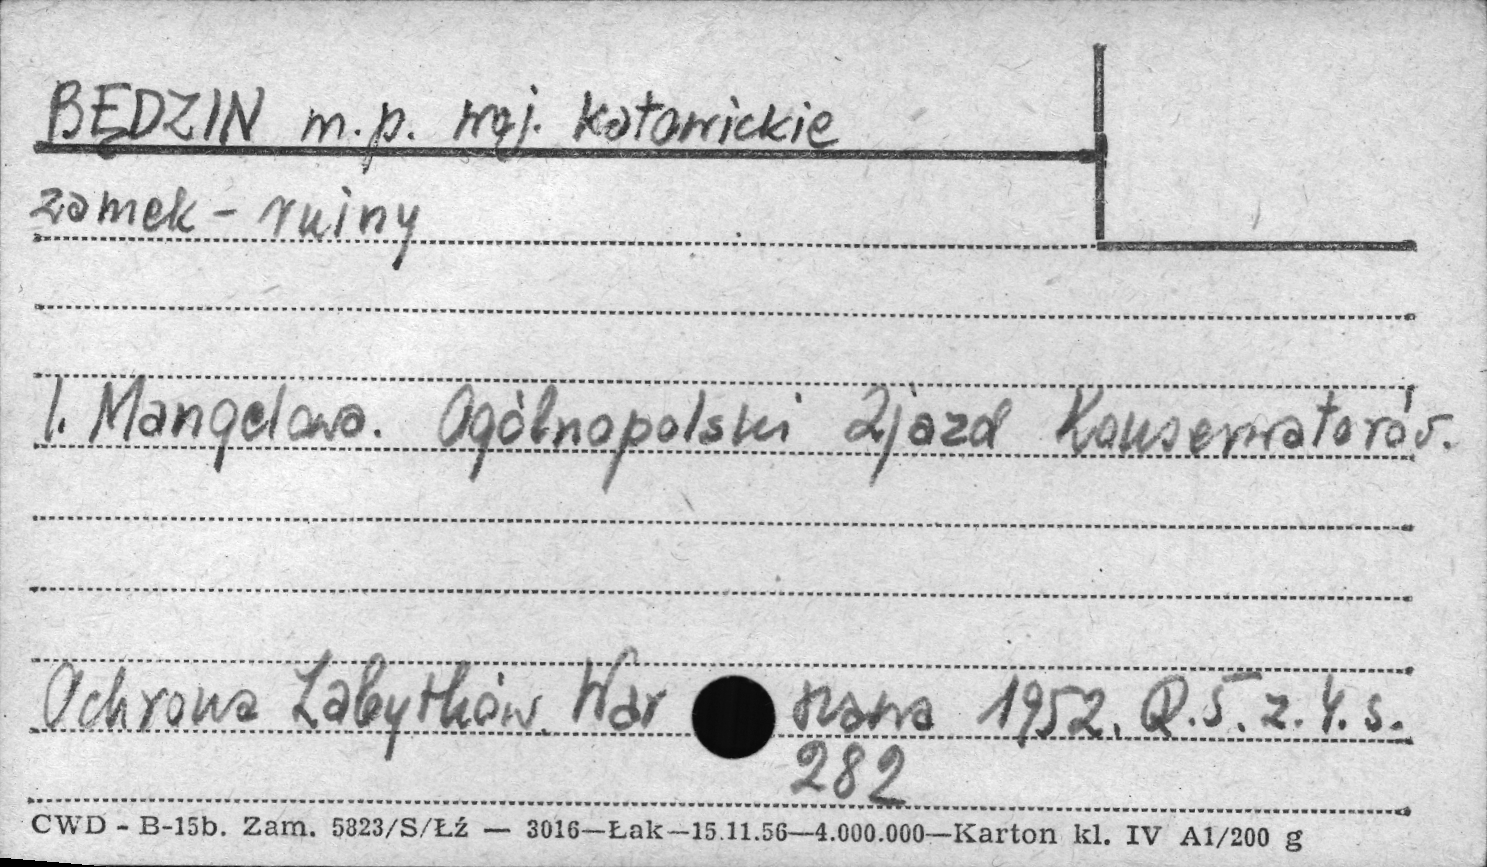 BĘDZIN m.p. woj. katowickie
zamek - ruiny
I. Mangelowa. Ogólnopolski Zjazd Konserwatorów.
Ochrona Zabytków. War szawa 1952. R.5. z.4. s.
282
CWD - B-15b. Zam. 5823/S/Łź — 3016—Łak—15.11.56—4.000.000—Karton kl. IV A1/200 g